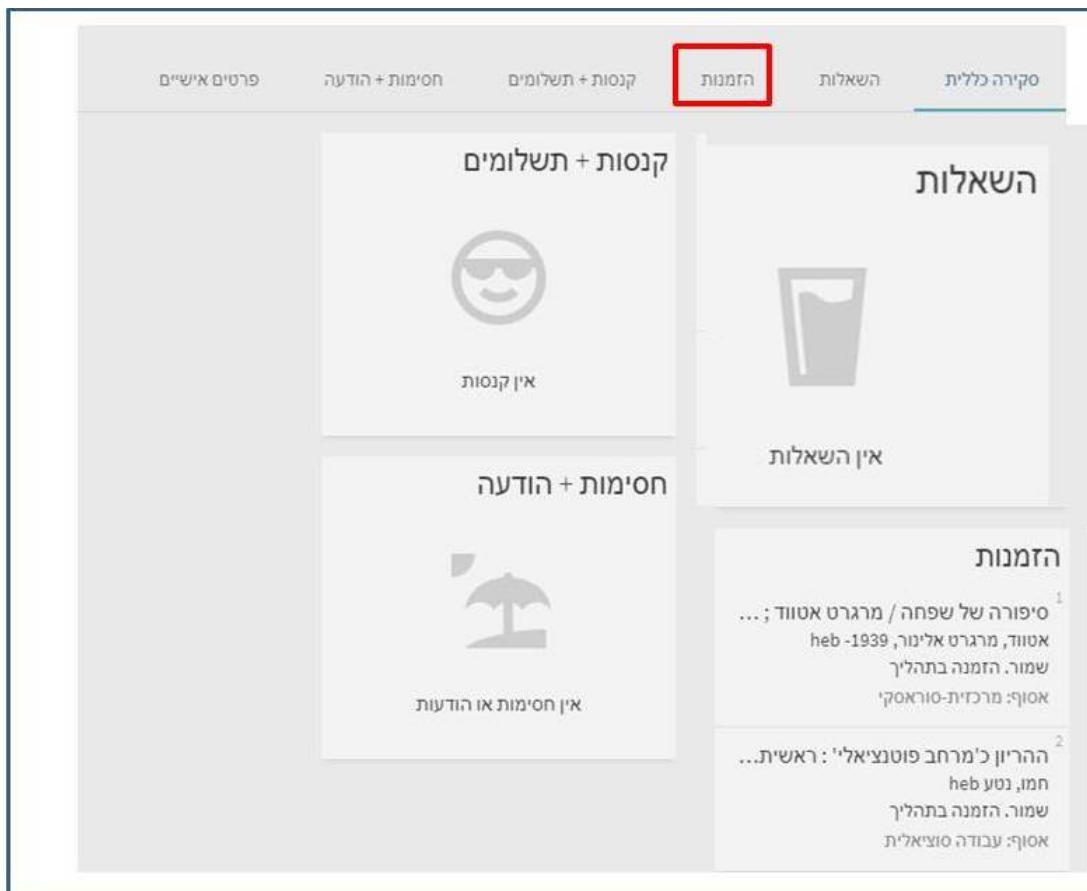 סקירה כללית השאלות הזמנות קנסות + תשלומים חסימות + הודעה פרטים אישיים
השאלות
אין השאלות
קנסות + תשלומים
אין קנסות
הזמנות
1
סיפורה של שפחה / מרגרט אטווד ; ...
אטווד, מרגרט אלינור, 1939- heb
שמור. הזמנה בתהליך
אסוף: מרכזית-סוראסקי
2
ההריון כ'מרחב פוטנציאלי' : ראשית...
חמו, נטע heb
שמור. הזמנה בתהליך
אסוף: עבודה סוציאלית
חסימות + הודעה
אין חסימות או הודעות